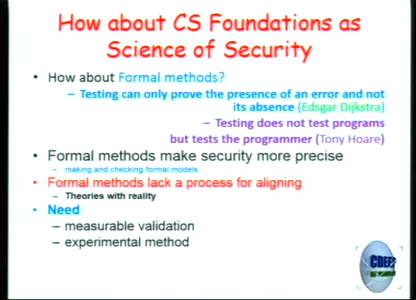 How about CS Foundations as
Science of Security
• How about Formal methods?
– Testing can only prove the presence of an error and not
its absence (Edsgar Dijkstra)
– Testing does not test programs
but tests the programmer (Tony Hoare)
• Formal methods make security more precise
– making and checking formal models.
• Formal methods lack a process for aligning
– Theories with reality
• Need
– measurable validation
– experimental method
CDEEP